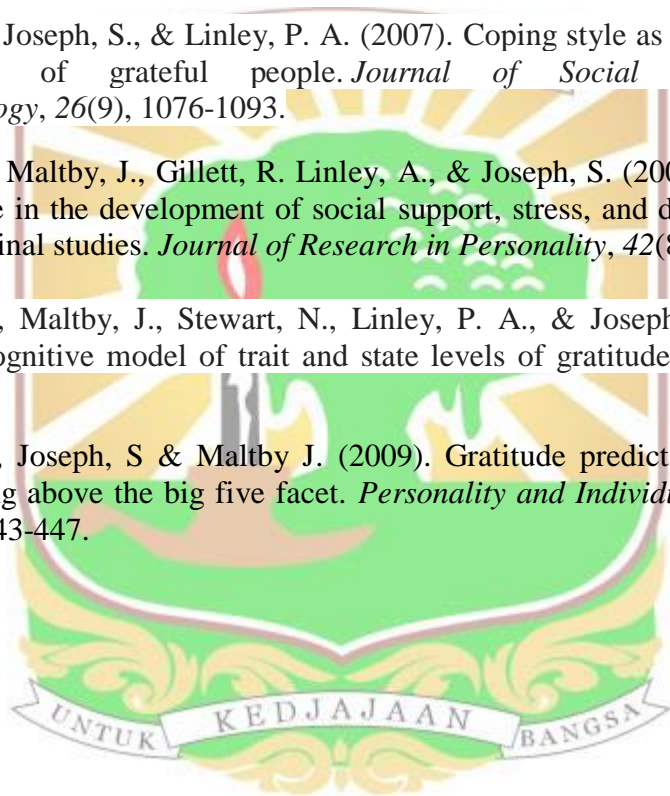 Joseph, S., & Linley, P. A. (2007). Coping style as
of grateful people. Journal of Social
ogy, 26(9), 1076-1093.
Maltby, J., Gillett, R. Linley, A., & Joseph, S. (200
e in the development of social support, stress, and d
inal studies. Journal of Research in Personality, 42(8
, Maltby, J., Stewart, N., Linley, P. A., & Joseph
ognitive model of trait and state levels of gratitude
, Joseph, S & Maltby J. (2009). Gratitude predict
g above the big five facet. Personality and Individ
43-447.
UNTUK KEDJAJAAN BANGSA